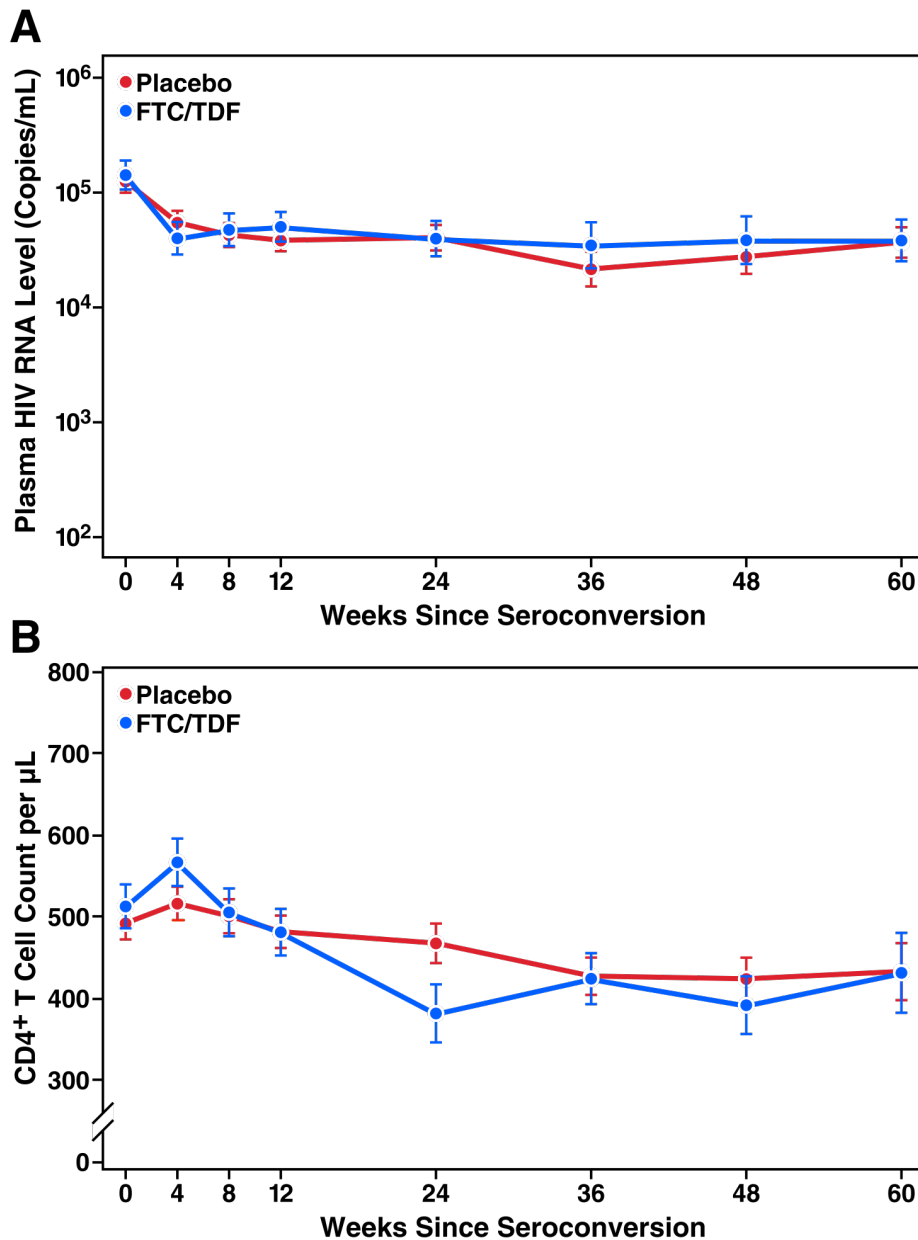 A
Plasma HIV RNA Level (Copies/mL)
10⁶
10⁵
10⁴
10³
10²
Placebo
FTC/TDF
0 4 8 12 24 36 48 60
Weeks Since Seroconversion
B
CD4⁺ T Cell Count per µL
800
700
600
500
400
300
0
Placebo
FTC/TDF
0 4 8 12 24 36 48 60
Weeks Since Seroconversion